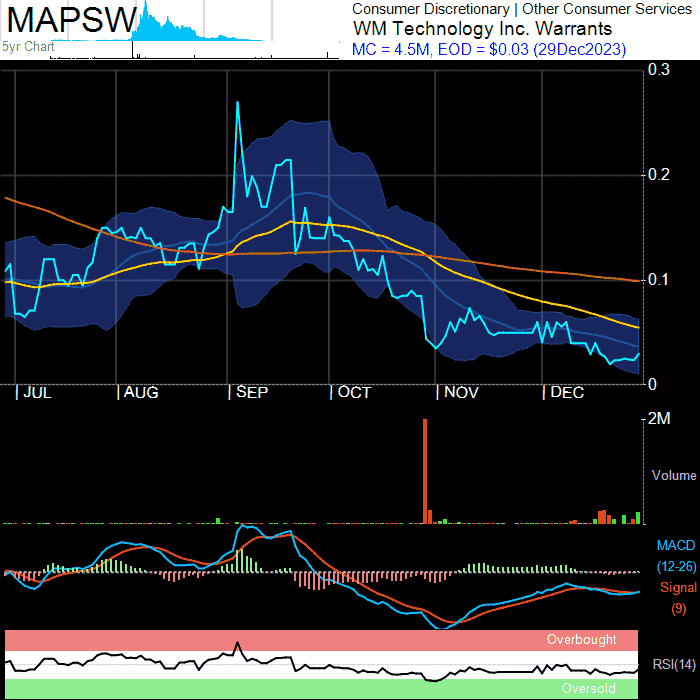 MAPSW
Consumer Discretionary | Other Consumer Services
WM Technology Inc. Warrants
5yr Chart
MC = 4.5M, EOD = $0.03 (29Dec2023)
0.3
0.2
0.1
0
JUL
AUG
SEP
OCT
NOV
DEC
2M
Volume
MACD
(12-26)
Signal
(9)
Overbought
RSI(14)
Oversold